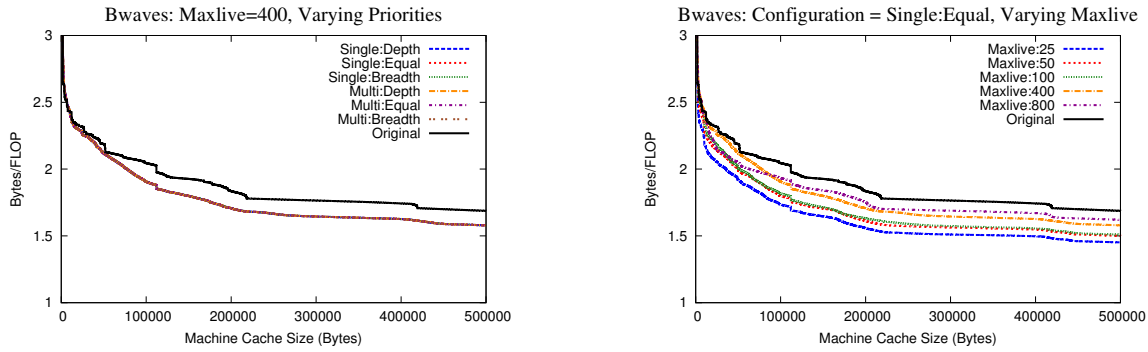 Bwaves: Maxlive=400, Varying Priorities
3
2.5
2
1.5
1
Bytes/FLOP
Single:Depth
Single:Equal
Single:Breadth
Multi:Depth
Multi:Equal
Multi:Breadth
Original
0 100000 200000 300000 400000 500000
Machine Cache Size (Bytes)
Bwaves: Configuration = Single:Equal, Varying Maxlive
3
2.5
2
1.5
1
Bytes/FLOP
Maxlive:25
Maxlive:50
Maxlive:100
Maxlive:400
Maxlive:800
Original
0 100000 200000 300000 400000 500000
Machine Cache Size (Bytes)